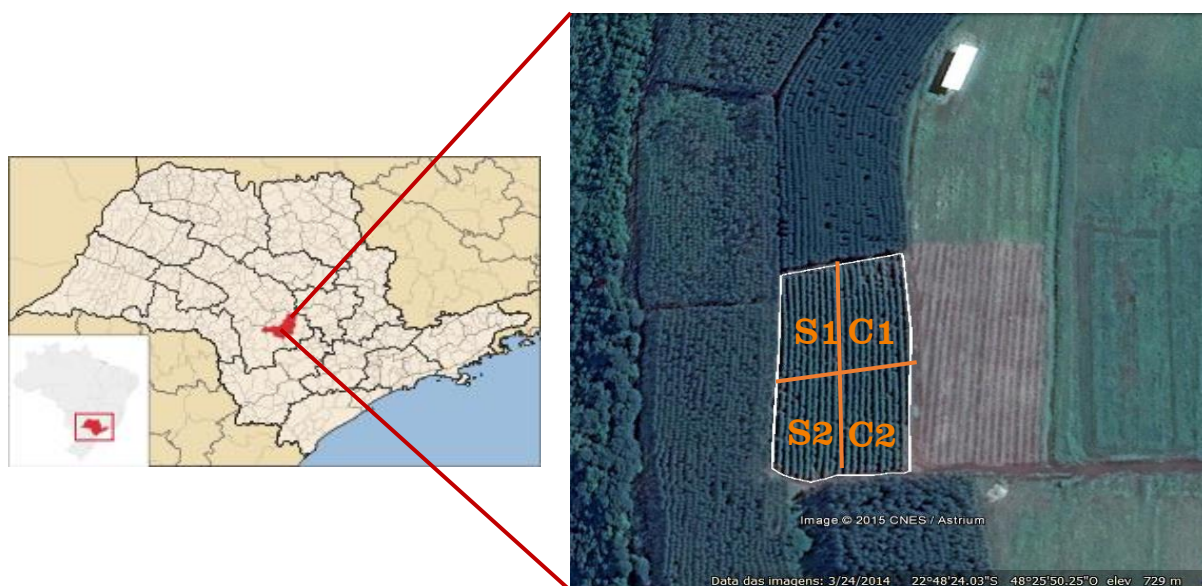 S1 C1
S2 C2
Image © 2015 CNES / Astrium
Data das imagens: 3/24/2014 22°48'24.03"S 48°25'50.25"O elev 729 m